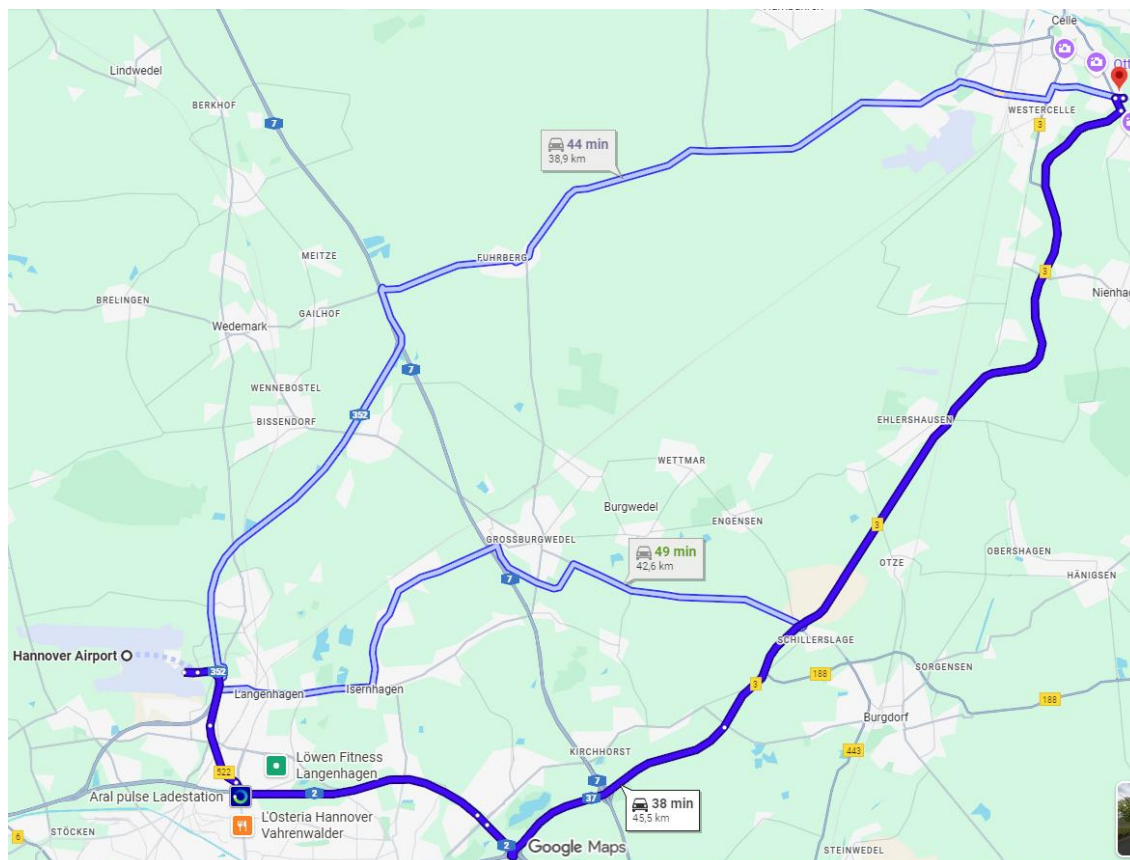 Celle
Lindwedel
Ott
BERKHOF
7
WESTERCELLE
3
44 min
38,9 km
MEITZE
FUHRBERG
3
Nienhag
BRELINGEN
GAILHOF
Wedemark
7
WENNEBOSTEL
352
BISSENDORF
EHLERSHAUSEN
WETTMAR
Burgwedel
ENGENSEN
3
GROSSBURGWEDEL
49 min
42,6 km
OBERSHAGEN
7
OTZE
HÄNIGSEN
SCHILLERSLAGE
Hannover Airport
352
SORGENSEN
188
3
Langenhagen
Isernhagen
188
Burgdorf
443
KIRCHHORST
Löwen Fitness
Langenhagen
522
7
Aral pulse Ladestation
2
37
38 min
45,5 km
L'Osteria Hannover
Vahrenwalder
STÖCKEN
6
2
Google Maps
STEINWEDEL